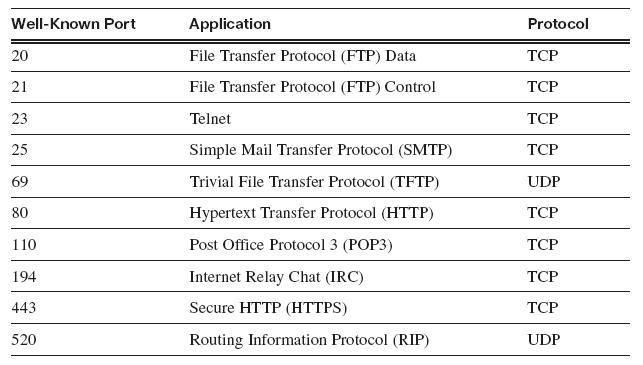 Well-Known Port Application Protocol
20 File Transfer Protocol (FTP) Data TCP
21 File Transfer Protocol (FTP) Control TCP
23 Telnet TCP
25 Simple Mail Transfer Protocol (SMTP) TCP
69 Trivial File Transfer Protocol (TFTP) UDP
80 Hypertext Transfer Protocol (HTTP) TCP
110 Post Office Protocol 3 (POP3) TCP
194 Internet Relay Chat (IRC) TCP
443 Secure HTTP (HTTPS) TCP
520 Routing Information Protocol (RIP) UDP